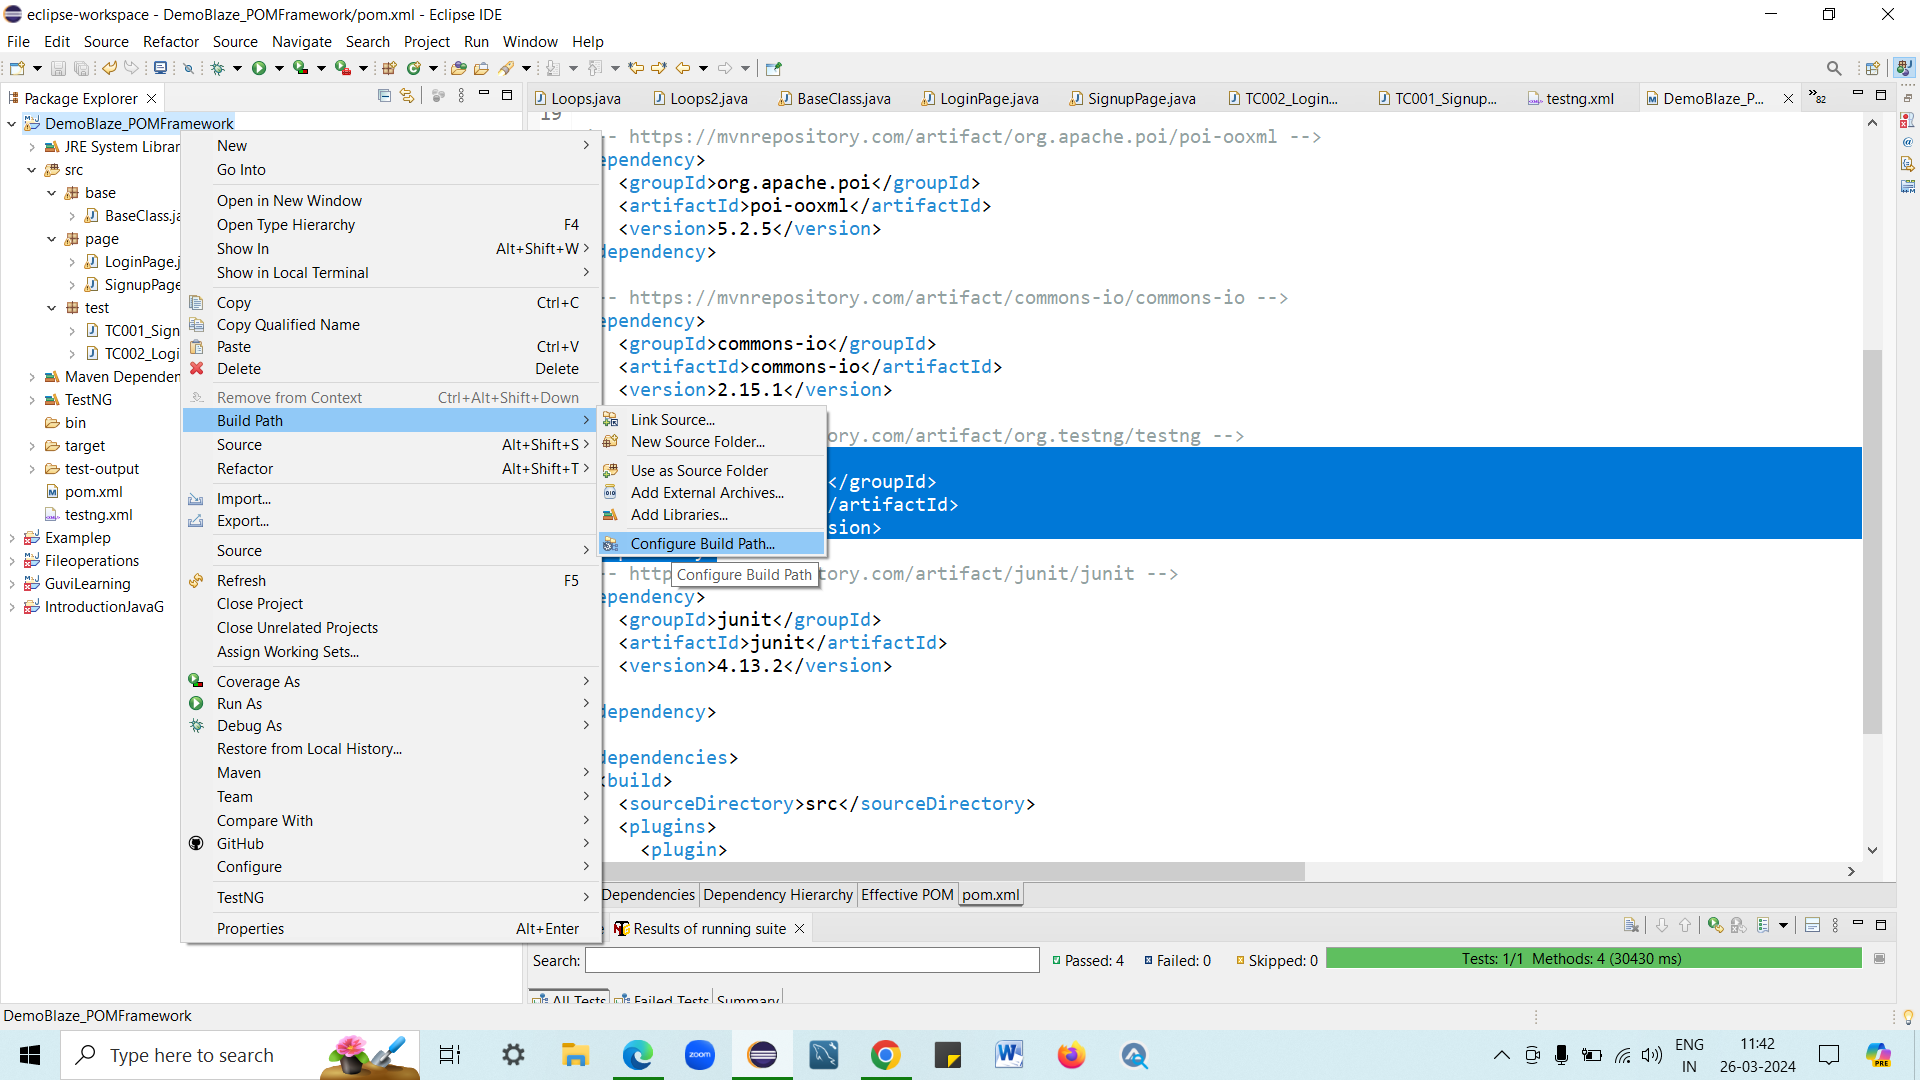 eclipse-workspace - DemoBlaze_POMFramework/pom.xml - Eclipse IDE
File Edit Source Refactor Source Navigate Search Project Run Window Help
Package Explorer
Loops.java Loops2.java BaseClass.java LoginPage.java SignupPage.java TC002_Login... TC001_Signup... testng.xml DemoBlaze_P... 82
DemoBlaze_POMFramework
JRE System Librar
src
base
BaseClass.ja
page
LoginPage.j
SignupPage
test
TC001_Sign
TC002_Logi
Maven Dependen
TestNG
bin
target
test-output
pom.xml
testng.xml
Examplep
Fileoperations
GuviLearning
IntroductionJavaG
New
Go Into
Open in New Window
Open Type Hierarchy F4
Show In Alt+Shift+W
Show in Local Terminal
Copy Ctrl+C
Copy Qualified Name
Paste Ctrl+V
Delete Delete
Remove from Context Ctrl+Alt+Shift+Down
Build Path
Source Alt+Shift+S
Refactor Alt+Shift+T
Import...
Export...
Source
Refresh F5
Close Project
Close Unrelated Projects
Assign Working Sets...
Coverage As
Run As
Debug As
Restore from Local History...
Maven
Team
Compare With
GitHub
Configure
TestNG
Properties Alt+Enter
Link Source...
New Source Folder...
Use as Source Folder
Add External Archives...
Add Libraries...
Configure Build Path...
Configure Build Path
19
-- https://mvnrepository.com/artifact/org.apache.poi/poi-ooxml -->
ependency>
<groupId>org.apache.poi</groupId>
<artifactId>poi-ooxml</artifactId>
<version>5.2.5</version>
dependency>
-- https://mvnrepository.com/artifact/commons-io/commons-io -->
ependency>
<groupId>commons-io</groupId>
<artifactId>commons-io</artifactId>
<version>2.15.1</version>
ory.com/artifact/org.testng/testng -->
</groupId>
/artifactId>
sion>
-- http tory.com/artifact/junit/junit -->
ependency>
<groupId>junit</groupId>
<artifactId>junit</artifactId>
<version>4.13.2</version>
dependency>
dependencies>
<build>
<sourceDirectory>src</sourceDirectory>
<plugins>
<plugin>
Dependencies Dependency Hierarchy Effective POM pom.xml
Results of running suite
Search: Passed: 4 Failed: 0 Skipped: 0 Tests: 1/1 Methods: 4 (30430 ms)
All Tests Failed Tests Summary
DemoBlaze_POMFramework
Type here to search
zoom
ENG
IN
11:42
26-03-2024
PRE